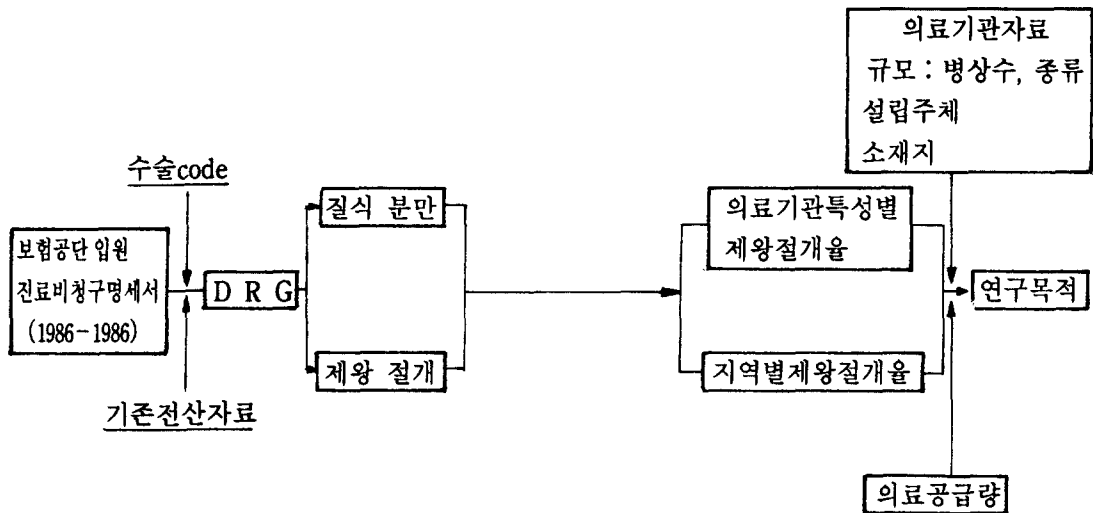 의료기관자료
규모 : 병상수, 종류
설립주체
소재지
수술code
질식 분만
의료기관특성별
제왕절개율
보험공단 입원
진료비청구명세서
(1986-1986)
D R G
연구목적
제왕 절개
지역별제왕절개율
기존전산자료
의료공급량